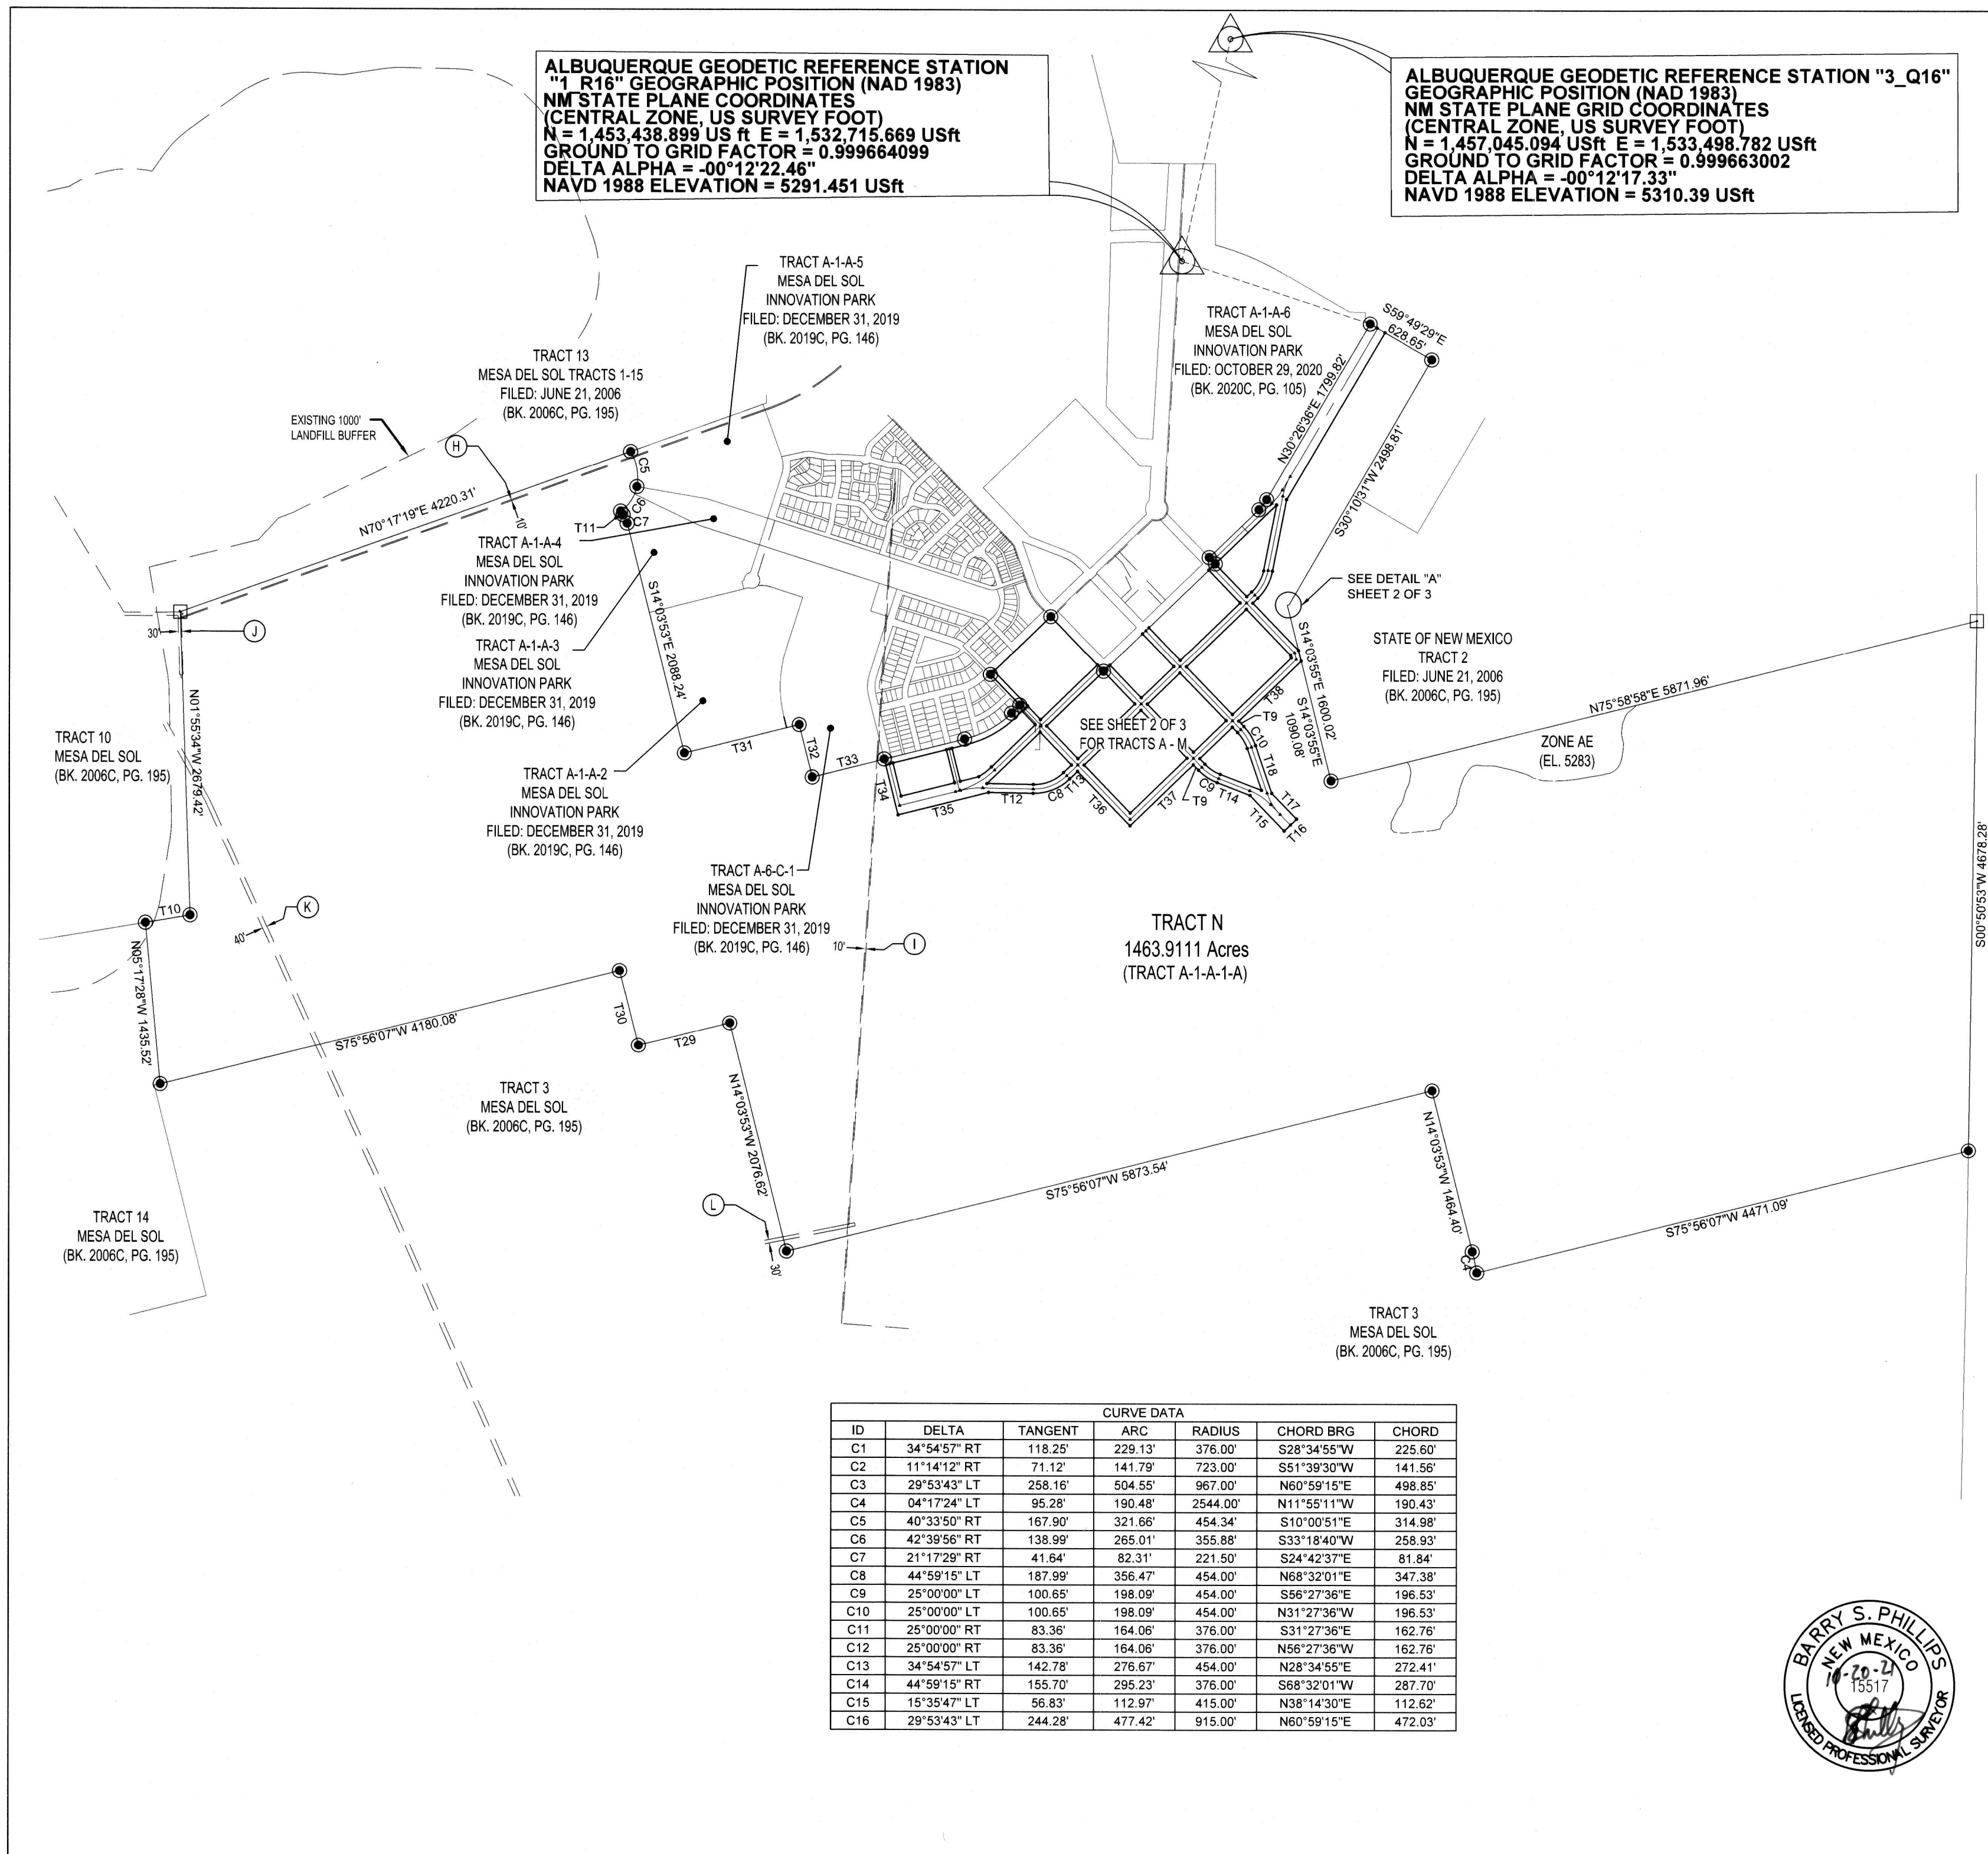 ALBUQUERQUE GEODETIC REFERENCE STATION
"1_R16" GEOGRAPHIC POSITION (NAD 1983)
NM STATE PLANE COORDINATES
(CENTRAL ZONE, US SURVEY FOOT)
N = 1,453,438.899 US ft E = 1,532,715.669 USft
GROUND TO GRID FACTOR = 0.999664099
DELTA ALPHA = -00°12'22.46"
NAVD 1988 ELEVATION = 5291.451 USft
ALBUQUERQUE GEODETIC REFERENCE STATION "3_Q16"
GEOGRAPHIC POSITION (NAD 1983)
NM STATE PLANE GRID COORDINATES
(CENTRAL ZONE, US SURVEY FOOT)
N = 1,457,045.094 USft E = 1,533,498.782 USft
GROUND TO GRID FACTOR = 0.999663002
DELTA ALPHA = -00°12'17.33"
NAVD 1988 ELEVATION = 5310.39 USft
TRACT A-1-A-5
MESA DEL SOL
INNOVATION PARK
FILED: DECEMBER 31, 2019
(BK. 2019C, PG. 146)
TRACT A-1-A-6
MESA DEL SOL
INNOVATION PARK
FILED: OCTOBER 29, 2020
(BK. 2020C, PG. 105)
S59°49'29"E
628.65'
N30°26'36"E 1799.82'
S30°10'31"W 2498.81'
TRACT 13
MESA DEL SOL TRACTS 1-15
FILED: JUNE 21, 2006
(BK. 2006C, PG. 195)
EXISTING 1000'
LANDFILL BUFFER
H
N70°17'19"E 4220.31'
10'
C5
C6
C7
T11
TRACT A-1-A-4
MESA DEL SOL
INNOVATION PARK
FILED: DECEMBER 31, 2019
(BK. 2019C, PG. 146)
TRACT A-1-A-3
MESA DEL SOL
INNOVATION PARK
FILED: DECEMBER 31, 2019
(BK. 2019C, PG. 146)
S14°03'53"E 2088.24'
SEE DETAIL "A"
SHEET 2 OF 3
STATE OF NEW MEXICO
TRACT 2
FILED: JUNE 21, 2006
(BK. 2006C, PG. 195)
S14°03'55"E 1600.02'
S14°03'55"E
1090.08'
N75°58'58"E 5871.96'
ZONE AE
(EL. 5283)
S00°50'53"W 4678.28'
30'
J
N01°55'34"W 2679.42'
TRACT 10
MESA DEL SOL
(BK. 2006C, PG. 195)
TRACT A-1-A-2
MESA DEL SOL
INNOVATION PARK
FILED: DECEMBER 31, 2019
(BK. 2019C, PG. 146)
T31
T32
T33
T34
T35
T12
C8
T13
T36
T37
T9
C9
T14
T15
T16
T17
T18
C10
T9
T38
SEE SHEET 2 OF 3
FOR TRACTS A - M
TRACT A-6-C-1
MESA DEL SOL
INNOVATION PARK
FILED: DECEMBER 31, 2019
(BK. 2019C, PG. 146)
10'
I
TRACT N
1463.9111 Acres
(TRACT A-1-A-1-A)
T10
K
40'
N05°17'28"W 1435.52'
S75°56'07"W 4180.08'
T30
T29
TRACT 3
MESA DEL SOL
(BK. 2006C, PG. 195)
N14°03'53"W 2076.62'
L
30'
S75°56'07"W 5873.54'
N14°03'53"W 1464.40'
C4
S75°56'07"W 4471.09'
TRACT 14
MESA DEL SOL
(BK. 2006C, PG. 195)
TRACT 3
MESA DEL SOL
(BK. 2006C, PG. 195)
CURVE DATA
ID DELTA TANGENT ARC RADIUS CHORD BRG CHORD
C1 34°54'57" RT 118.25' 229.13' 376.00' S28°34'55"W 225.60'
C2 11°14'12" RT 71.12' 141.79' 723.00' S51°39'30"W 141.56'
C3 29°53'43" LT 258.16' 504.55' 967.00' N60°59'15"E 498.85'
C4 04°17'24" LT 95.28' 190.48' 2544.00' N11°55'11"W 190.43'
C5 40°33'50" RT 167.90' 321.66' 454.34' S10°00'51"E 314.98'
C6 42°39'56" RT 138.99' 265.01' 355.88' S33°18'40"W 258.93'
C7 21°17'29" RT 41.64' 82.31' 221.50' S24°42'37"E 81.84'
C8 44°59'15" LT 187.99' 356.47' 454.00' N68°32'01"E 347.38'
C9 25°00'00" LT 100.65' 198.09' 454.00' S56°27'36"E 196.53'
C10 25°00'00" LT 100.65' 198.09' 454.00' N31°27'36"W 196.53'
C11 25°00'00" RT 83.36' 164.06' 376.00' S31°27'36"E 162.76'
C12 25°00'00" RT 83.36' 164.06' 376.00' N56°27'36"W 162.76'
C13 34°54'57" LT 142.78' 276.67' 454.00' N28°34'55"E 272.41'
C14 44°59'15" RT 155.70' 295.23' 376.00' S68°32'01"W 287.70'
C15 15°35'47" LT 56.83' 112.97' 415.00' N38°14'30"E 112.62'
C16 29°53'43" LT 244.28' 477.42' 915.00' N60°59'15"E 472.03'
BARRY S. PHILLIPS
NEW MEXICO
10-20-21
15517
LICENSED PROFESSIONAL SURVEYOR